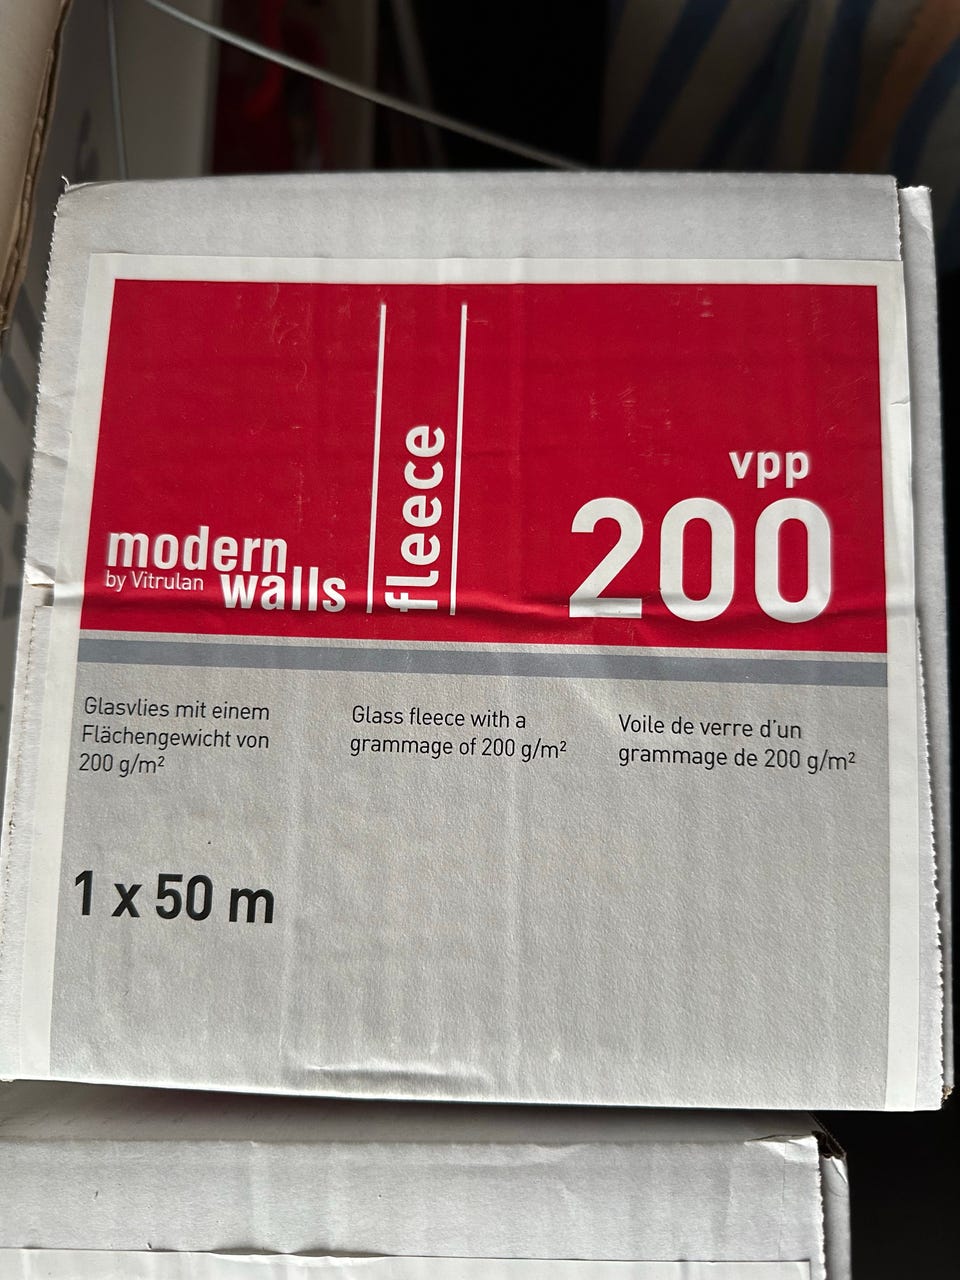 modern
by Vitrulan walls
fleece
vpp
200
Glasvlies mit einem
Flächengewicht von
200 g/m²
Glass fleece with a
grammage of 200 g/m²
Voile de verre d'un
grammage de 200 g/m²
1 x 50 m